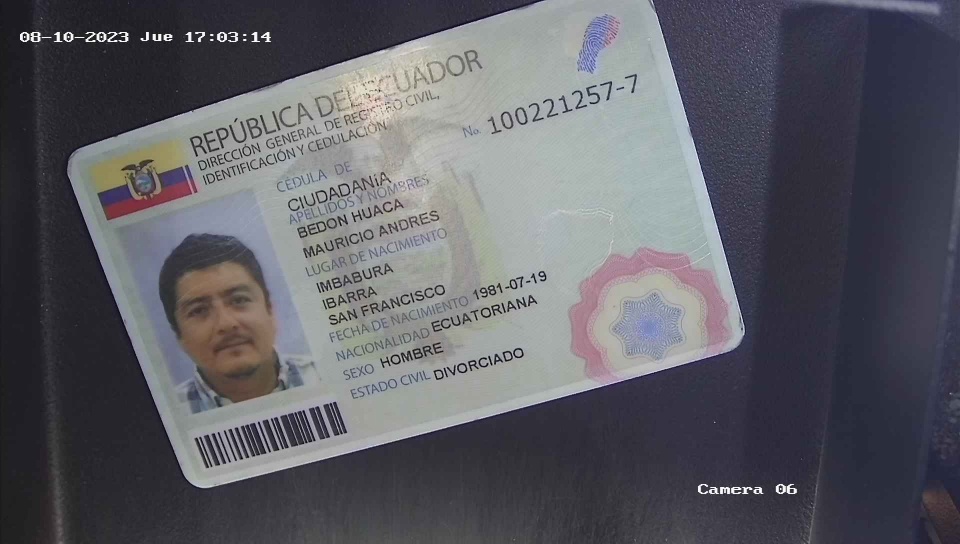 08-10-2023 Jue 17:03:14
REPÚBLICA DEL ECUADOR
DIRECCIÓN GENERAL DE REGISTRO CIVIL,
IDENTIFICACIÓN Y CEDULACIÓN
No. 100221257-7
CÉDULA DE
CIUDADANíA
APELLIDOS Y NOMBRES
BEDON HUACA
MAURICIO ANDRES
LUGAR DE NACIMIENTO
IMBABURA
IBARRA
SAN FRANCISCO
FECHA DE NACIMIENTO 1981-07-19
NACIONALIDAD ECUATORIANA
SEXO HOMBRE
ESTADO CIVIL DIVORCIADO
Camera 06